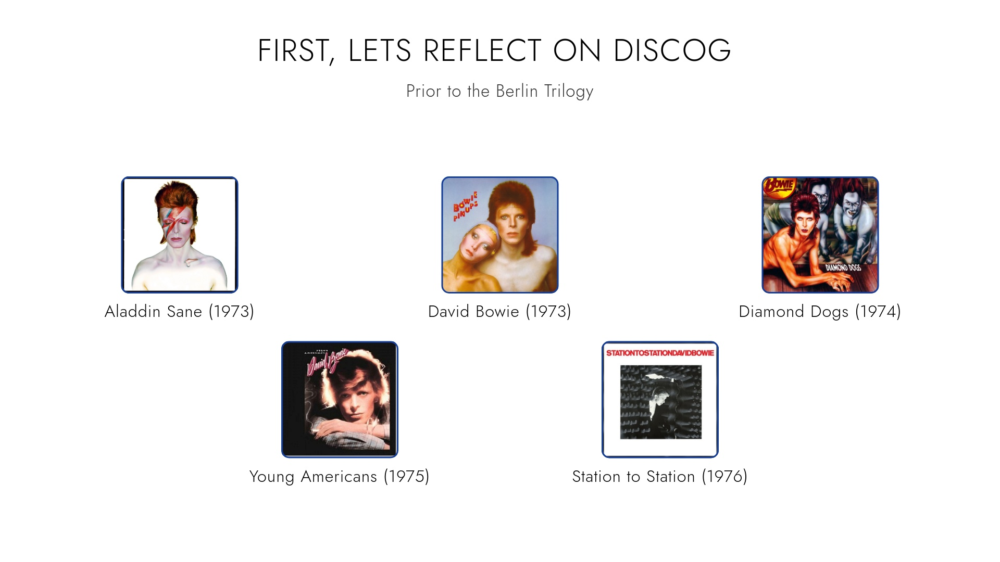 FIRST, LETS REFLECT ON DISCOG
Prior to the Berlin Trilogy
BOWIE
PINUPS
BOWIE
DIAMOND DOGS
Aladdin Sane (1973)
David Bowie (1973)
Diamond Dogs (1974)
YOUNG
AMERICANS
David Bowie
STATIONTOSTATIONDAVIDBOWIE
Young Americans (1975)
Station to Station (1976)